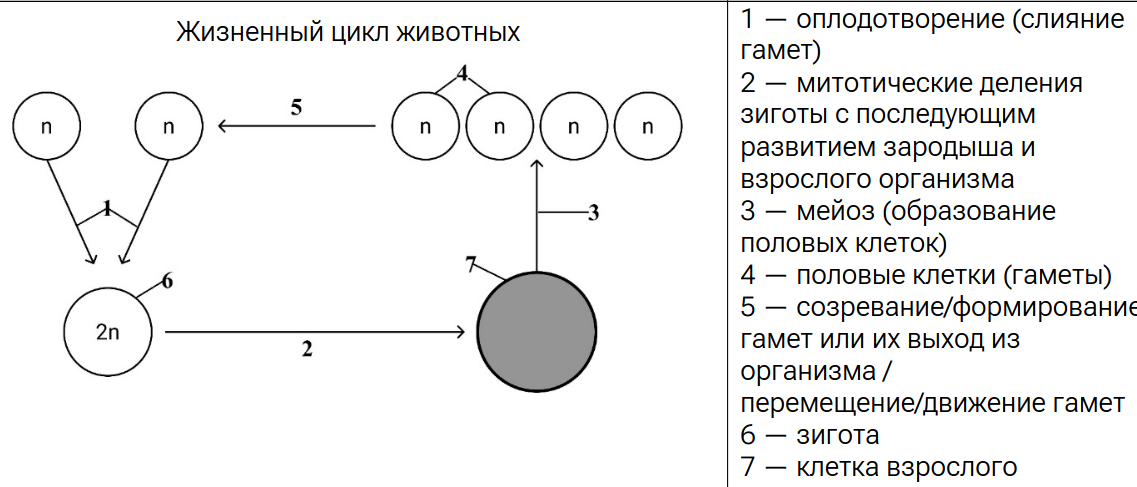 Жизненный цикл животных
4
5
n
n
n
n
n
n
1
3
7
6
2n
2
1 — оплодотворение (слияние
гамет)
2 — митотические деления
зиготы с последующим
развитием зародыша и
взрослого организма
3 — мейоз (образование
половых клеток)
4 — половые клетки (гаметы)
5 — созревание/формирование
гамет или их выход из
организма /
перемещение/движение гамет
6 — зигота
7 — клетка взрослого